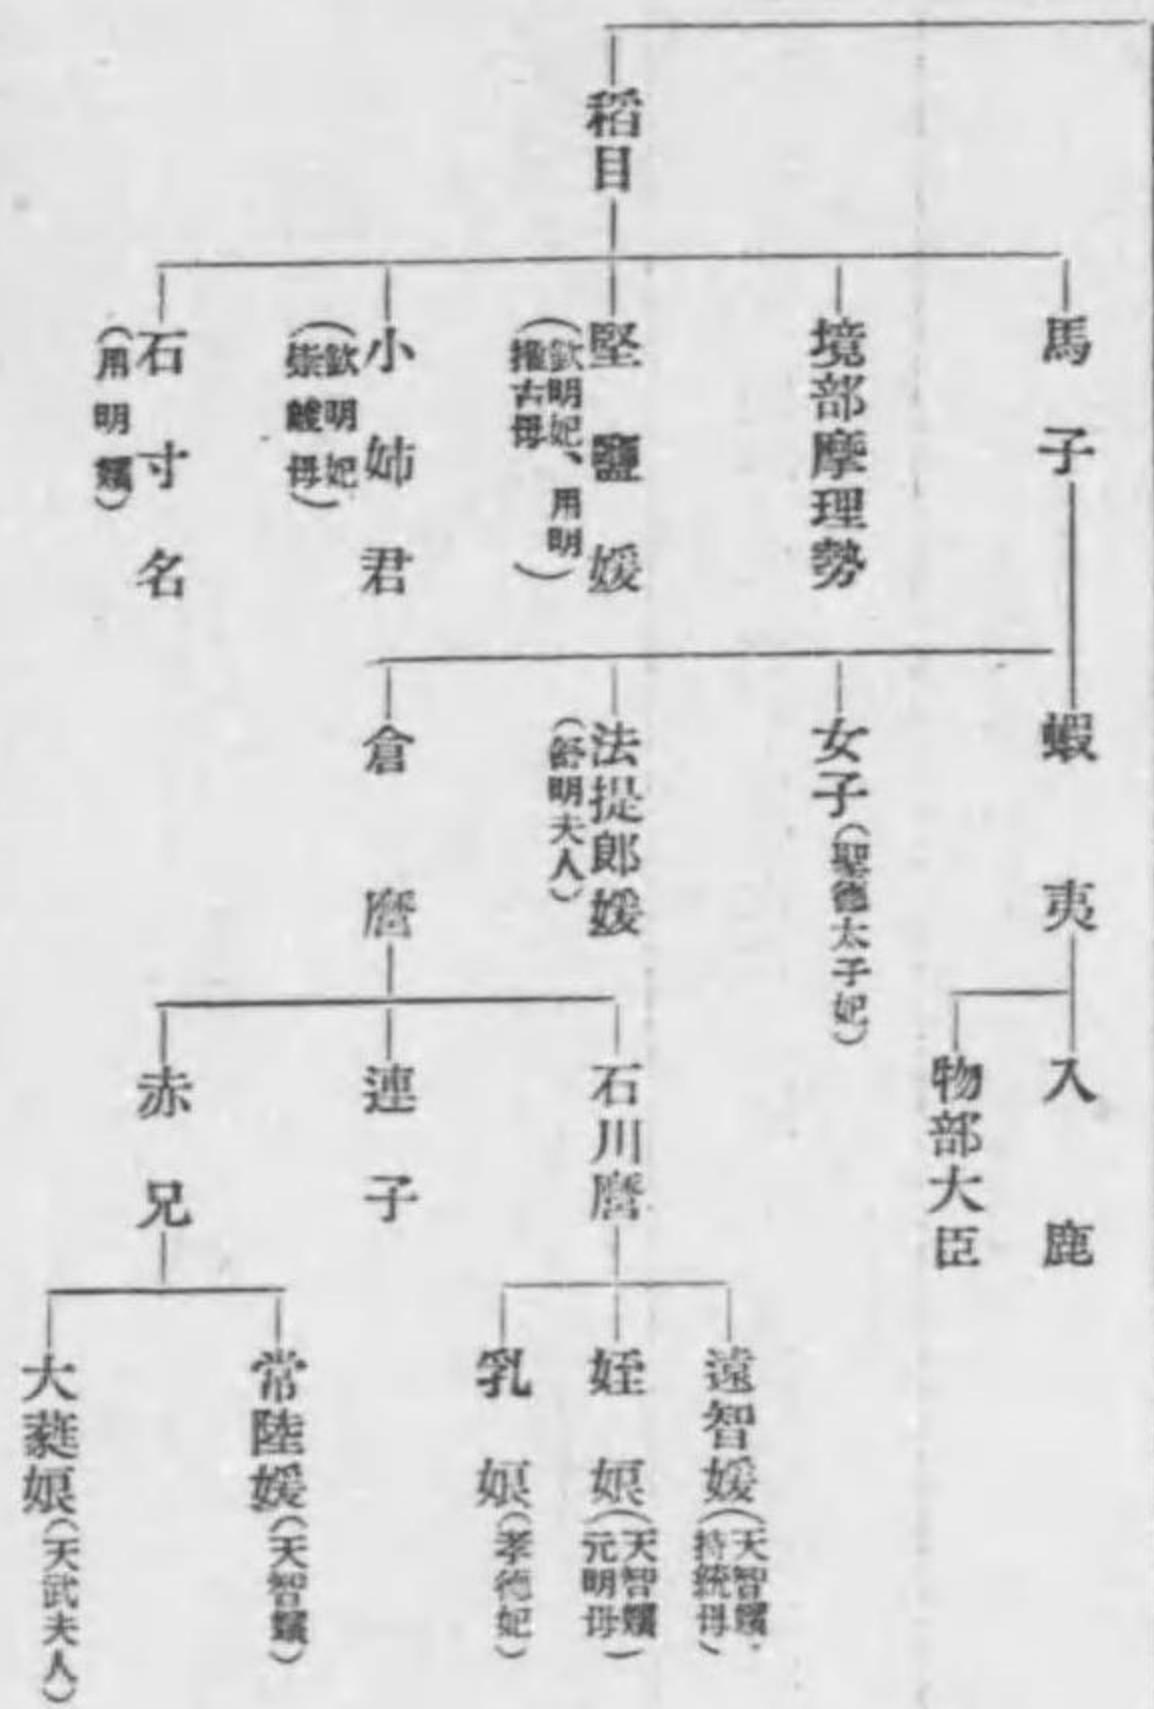 稻目
馬子
境部摩理勢
堅鹽媛
(欽明妃、用明
推古母)
小姉君
(欽明妃
崇峻母)
石寸名
(用明嬪)
蝦夷
女子(聖德太子妃)
法提郎媛
(舒明夫人)
倉麿
入鹿
物部大臣
石川麿
連子
赤兄
遠智媛(天智嬪、
持統母)
姪娘(天智嬪
元明母)
乳娘(孝德妃)
常陸媛(天智嬪)
大蕤娘(天武夫人)